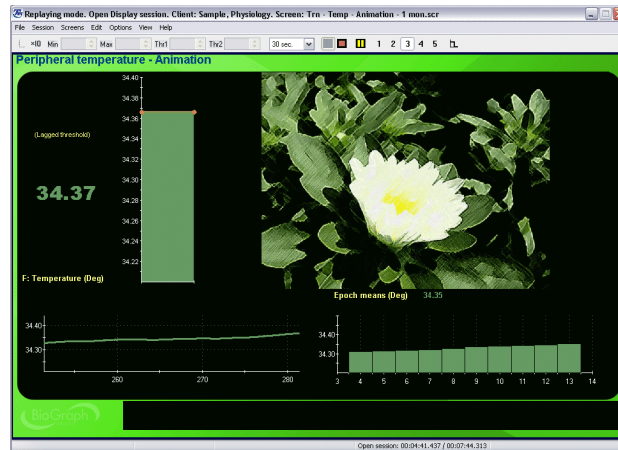 Replaying mode. Open Display session. Client: Sample, Physiology. Screen: Trn - Temp - Animation - 1 mon.scr
File Session Screens Edit Options View Help
×10 Min Max Thr1 Thr2 30 sec. 1 2 3 4 5
Peripheral temperature - Animation
34.40
34.38
34.36
(Lagged threshold)
34.34
34.32
34.30
34.37
34.28
34.26
34.24
34.22
F: Temperature (Deg)
Epoch means (Deg) 34.35
34.40
34.30
260 270 280
34.40
34.30
3 4 5 6 7 8 9 10 11 12 13 14
BioGraph
Open session: 00:04:41.437 / 00:07:44.313